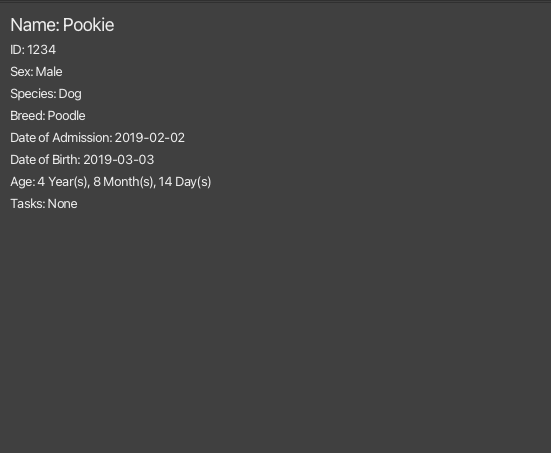 Name: Pookie
ID: 1234
Sex: Male
Species: Dog
Breed: Poodle
Date of Admission: 2019-02-02
Date of Birth: 2019-03-03
Age: 4 Year(s), 8 Month(s), 14 Day(s)
Tasks: None